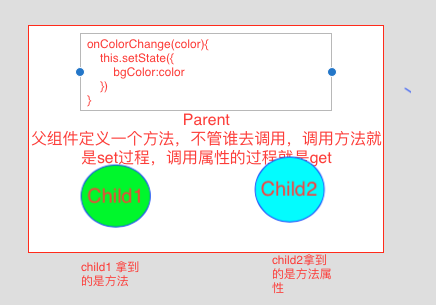 onColorChange(color){
this.setState({
bgColor:color
})
}
Parent
父组件定义一个方法，不管谁去调用，调用方法就
是set过程，调用属性的过程就是get
Child1
Child2
child1 拿到
的是方法
child2拿到
的是方法属
性